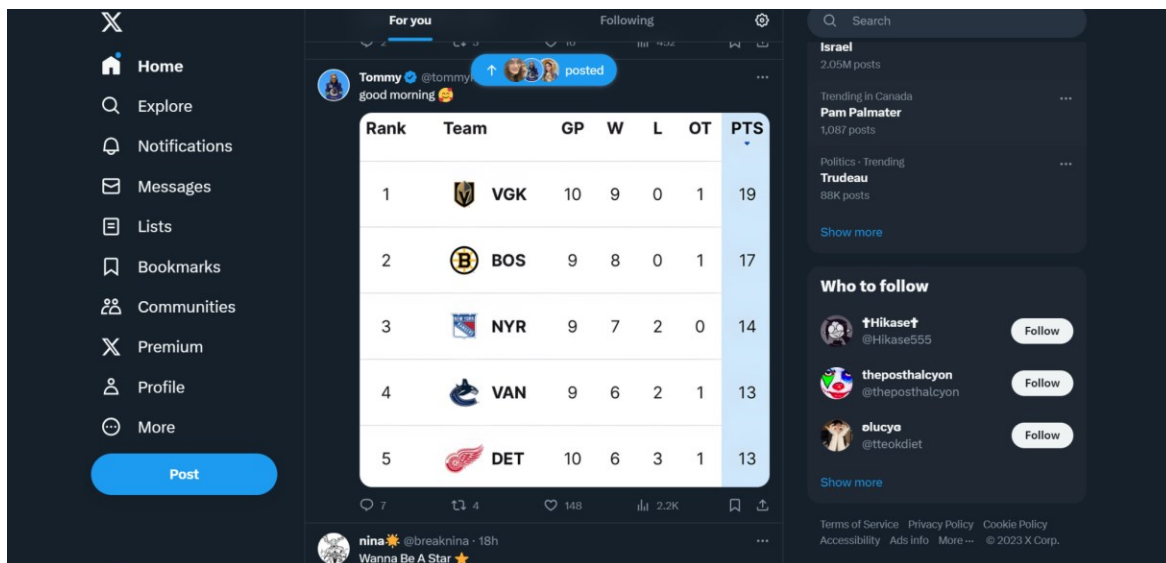 For you
Following
Search
Home
Explore
Notifications
Messages
Lists
Bookmarks
Communities
Premium
Profile
More
Post
posted
Tommy @tommy
good morning 🥰
Rank Team GP W L OT PTS
1 VGK 10 9 0 1 19
2 BOS 9 8 0 1 17
3 NYR 9 7 2 0 14
4 VAN 9 6 2 1 13
5 DET 10 6 3 1 13
7 4 148 2.2K
nina🌟 @breaknina · 18h
Wanna Be A Star ⭐
Israel
2.05M posts
Trending in Canada
Pam Palmater
1,087 posts
Politics · Trending
Trudeau
88K posts
Show more
Who to follow
✝Hikase✝
@Hikase555
Follow
theposthalcyon
@theposthalcyon
Follow
ʚlucyɞ
@tteokdiet
Follow
Show more
Terms of Service Privacy Policy Cookie Policy
Accessibility Ads info More ··· © 2023 X Corp.